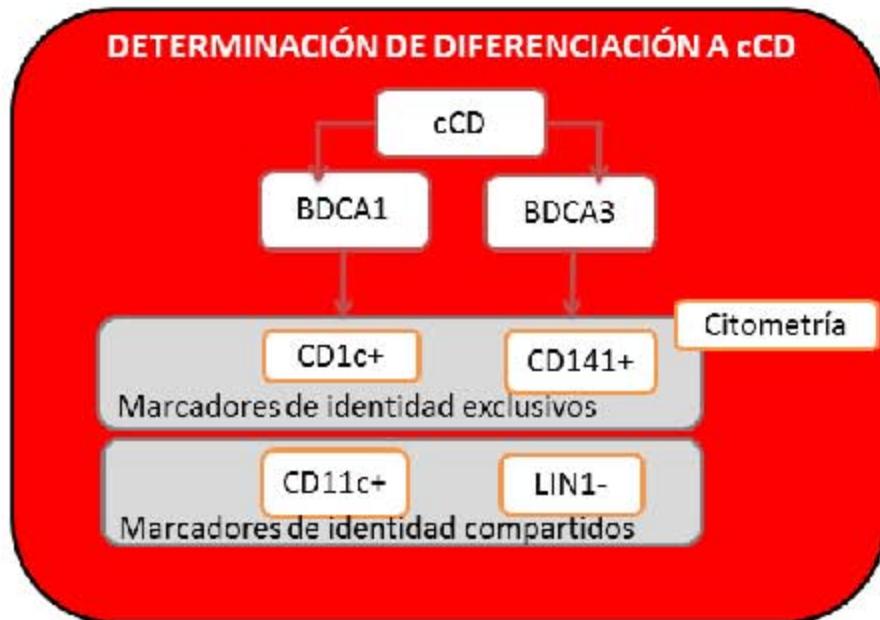 DETERMINACIÓN DE DIFERENCIACIÓN A cCD
cCD
BDCA1
BDCA3
Citometría
CD1c+
CD141+
Marcadores de identidad exclusivos
CD11c+
LIN1-
Marcadores de identidad compartidos